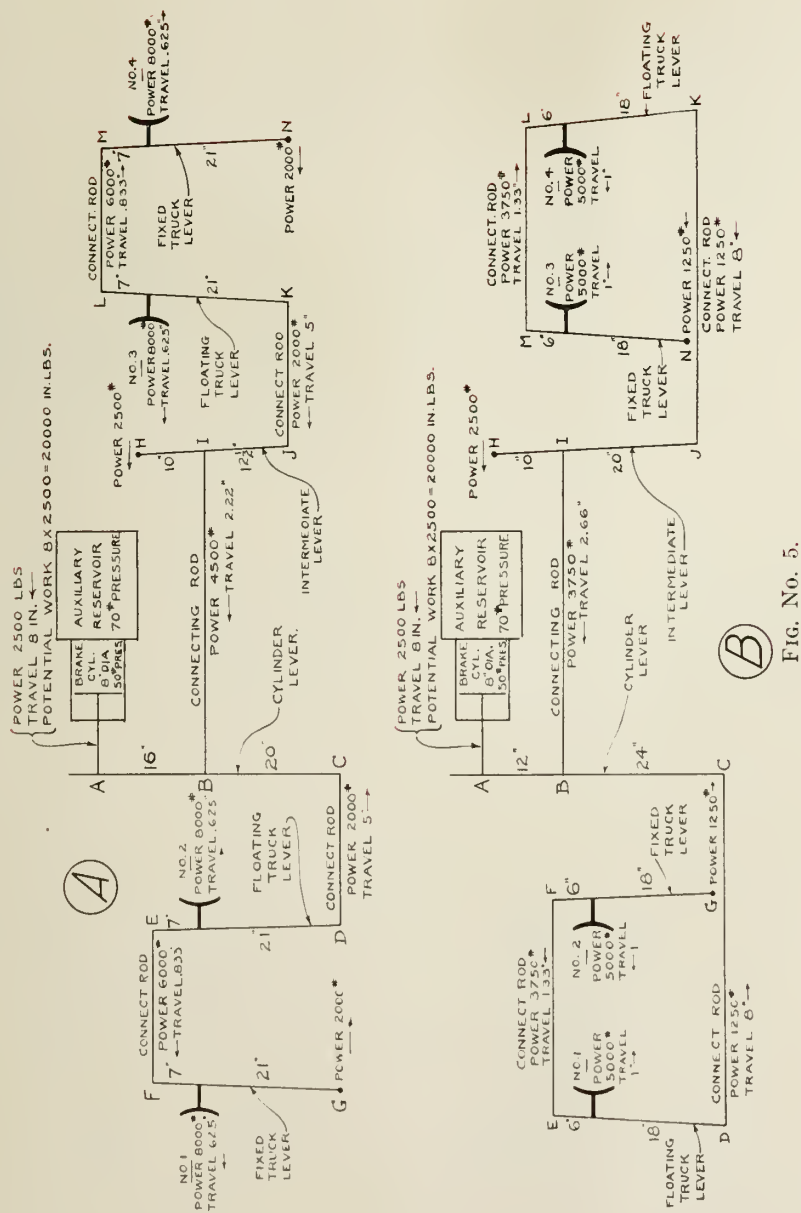 A
POWER 2500 LBS
TRAVEL 8 IN.
POTENTIAL WORK 8X2500=20000 IN.LBS.
BRAKE
CYL.
8" DIA.
50# PRES.
AUXILIARY
RESERVOIR
70# PRESSURE
A
16"
B
20"
C
CYLINDER
LEVER.
CONNECTING ROD
POWER 4500#
TRAVEL 2.22"
POWER 2500#
H
10"
I
12½"
J
INTERMEDIATE
LEVER
CONNECT ROD
POWER 2000#
TRAVEL 5"
K
21"
FLOATING
TRUCK
LEVER
NO.3
POWER 8000#
TRAVEL .625"
7"
L
CONNECT. ROD
POWER 6000#
TRAVEL .833"
M
7"
NO.4
POWER 8000#
TRAVEL .625"
FIXED
TRUCK
LEVER
21"
N
POWER 2000#
CONNECT ROD
POWER 2000#
TRAVEL 5
D
21"
FLOATING
TRUCK
LEVER
NO.2
POWER 8000#
TRAVEL .625
E
7"
CONNECT ROD
POWER 6000#
TRAVEL .833
F
7"
NO1
POWER 8000#
TRAVEL 625
FIXED
TRUCK
LEVER
21"
G
POWER 2000#
B
POWER 2500 LBS
TRAVEL 8 IN.
POTENTIAL WORK 8X2500=20000 IN.LBS.
BRAKE
CYL.
8" DIA
50# PRES
AUXILIARY
RESERVOIR
70# PRESSURE
A
12"
B
24"
C
CYLINDER
LEVER
CONNECTING ROD
POWER 3750#
TRAVEL 2.66"
POWER 2500#
H
10"
I
20"
J
INTERMEDIATE
LEVER
CONNECT. ROD
POWER 3750#
TRAVEL 1.33"
M
6"
NO.3
POWER
5000#
TRAVEL
1"
18"
FIXED
TRUCK
LEVER
N
POWER 1250#
CONNECT. ROD
POWER 1250#
TRAVEL 8"
L
6"
NO.4
POWER
5000#
TRAVEL
1"
18"
FLOATING
TRUCK
LEVER
K
CONNECT ROD
POWER 3750#
TRAVEL 133"
E
6"
NO.1
POWER
5000#
TRAVEL
1"
18"
FLOATING
TRUCK
LEVER
D
F
6"
NO.2
POWER
5000#
TRAVEL
1
18"
FIXED
TRUCK
LEVER
G
POWER 1250#
CONNECT ROD
POWER 1250#
TRAVEL 8"
FIG. No. 5.